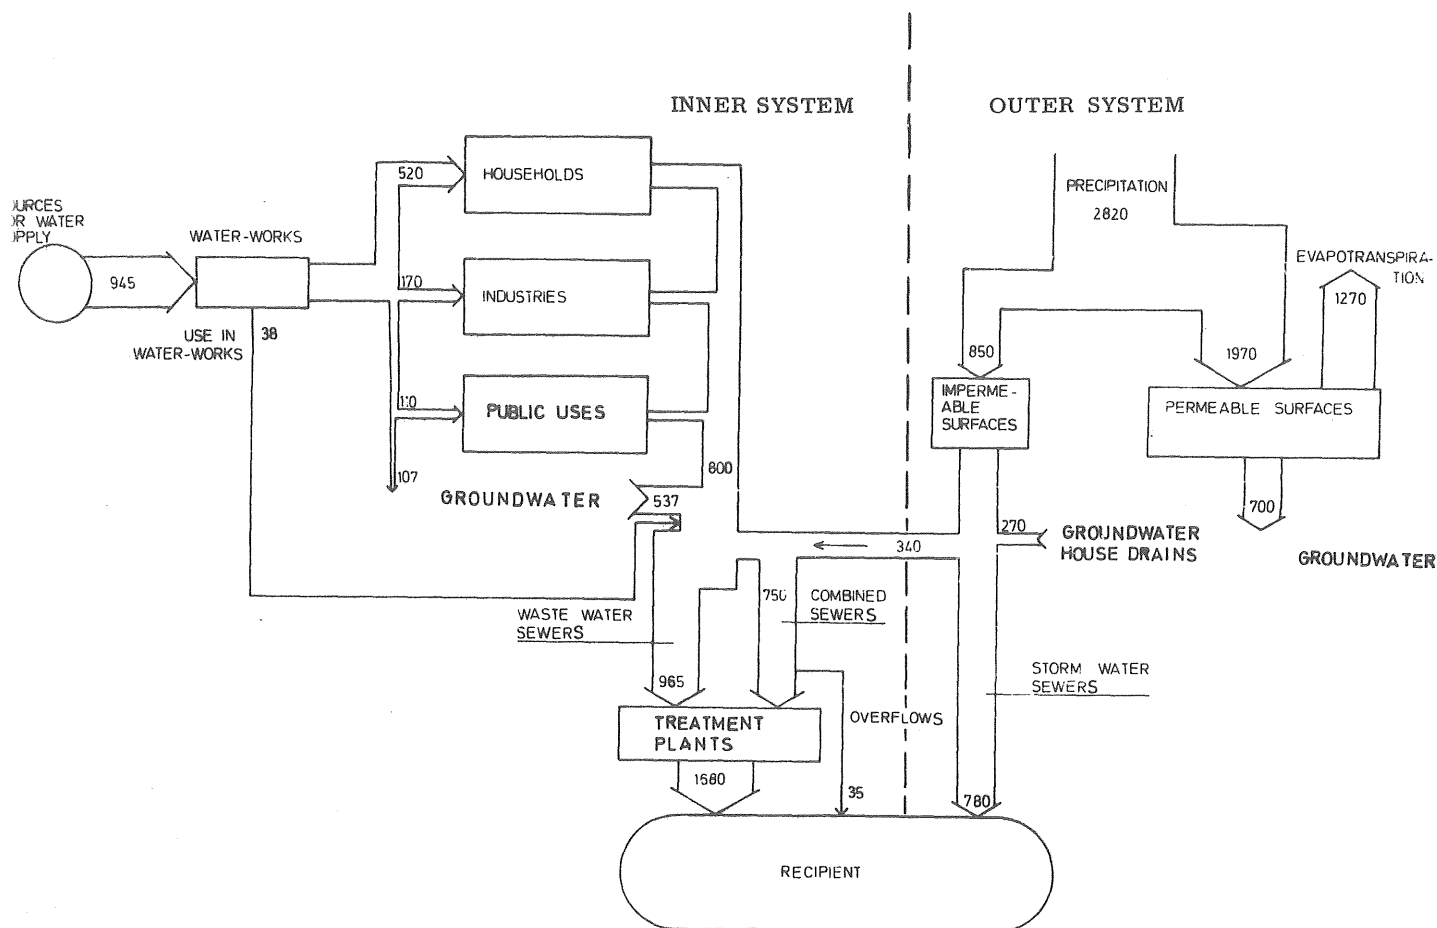 INNER SYSTEM
OUTER SYSTEM
520
HOUSEHOLDS
PRECIPITATION
2820
URCES
OR WATER
UPPLY
WATER-WORKS
945
170
INDUSTRIES
EVAPOTRANSPIRA-
TION
1270
USE IN
WATER-WORKS
38
850
1970
110
PUBLIC USES
IMPERME-
ABLE
SURFACES
PERMEABLE SURFACES
107
800
GROUNDWATER
537
700
270
340
GROUNDWATER
HOUSE DRAINS
GROUNDWATER
WASTE WATER
SEWERS
750
COMBINED
SEWERS
965
STORM WATER
SEWERS
OVERFLOWS
TREATMENT
PLANTS
1680
35
780
RECIPIENT